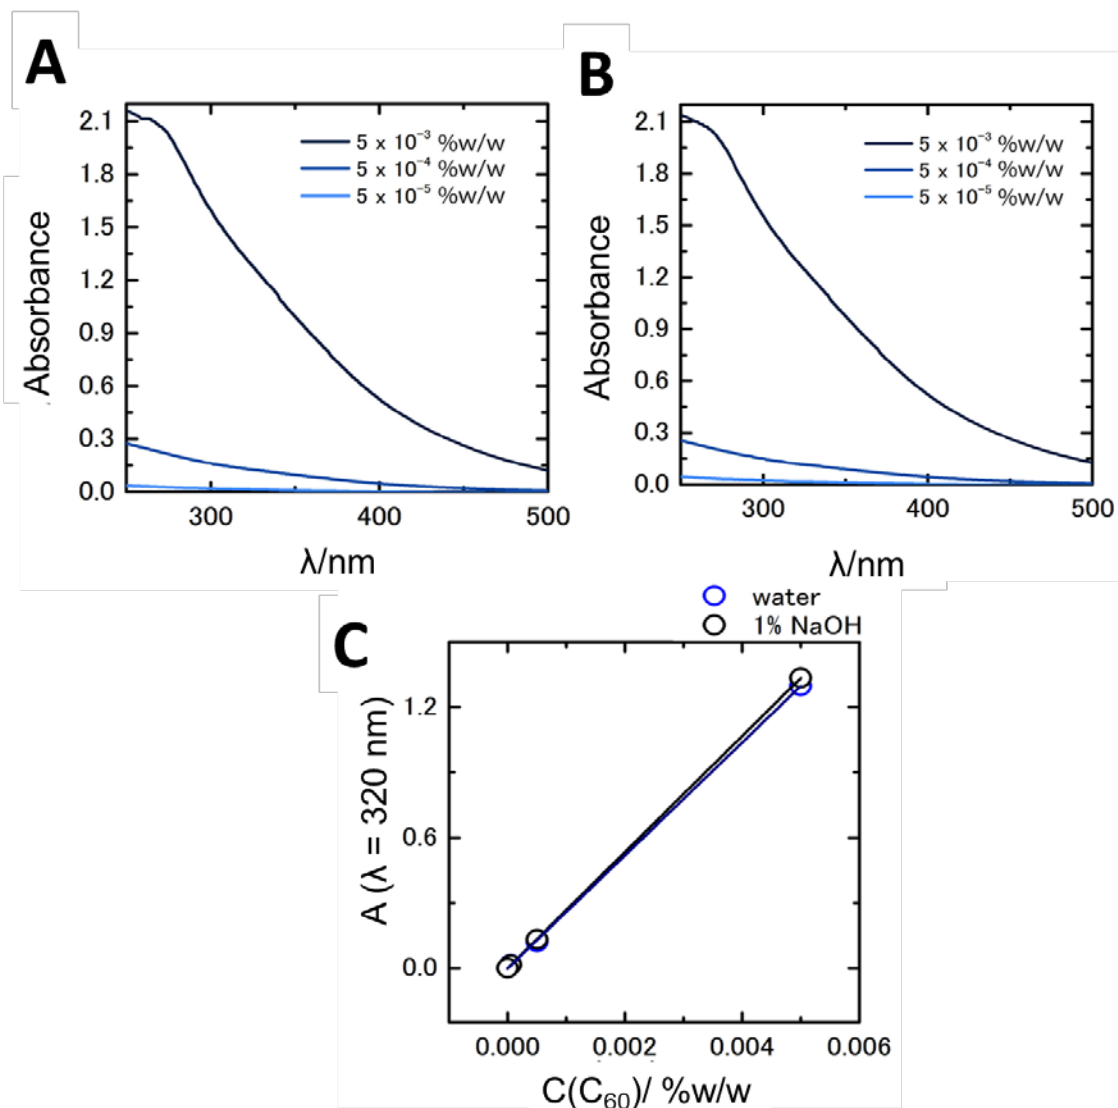 A
2.1
1.8
1.5
1.2
0.9
0.6
0.3
0.0
Absorbance
5 x 10⁻³ %w/w
5 x 10⁻⁴ %w/w
5 x 10⁻⁵ %w/w
300
400
500
λ/nm
B
2.1
1.8
1.5
1.2
0.9
0.6
0.3
0.0
Absorbance
5 x 10⁻³ %w/w
5 x 10⁻⁴ %w/w
5 x 10⁻⁵ %w/w
300
400
500
λ/nm
C
water
1% NaOH
1.2
0.6
0.0
A (λ = 320 nm)
0.000
0.002
0.004
0.006
C(C₆₀)/ %w/w